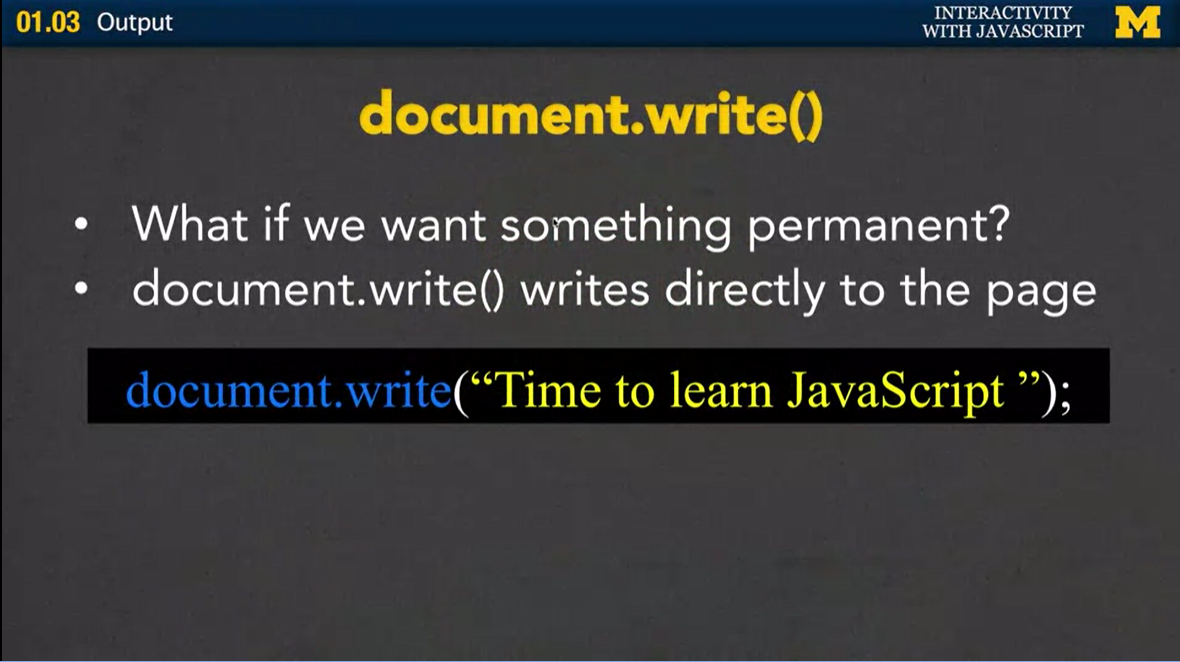 01.03 Output
INTERACTIVITY
WITH JAVASCRIPT
M
document.write()
• What if we want something permanent?
• document.write() writes directly to the page
document.write(“Time to learn JavaScript ”);